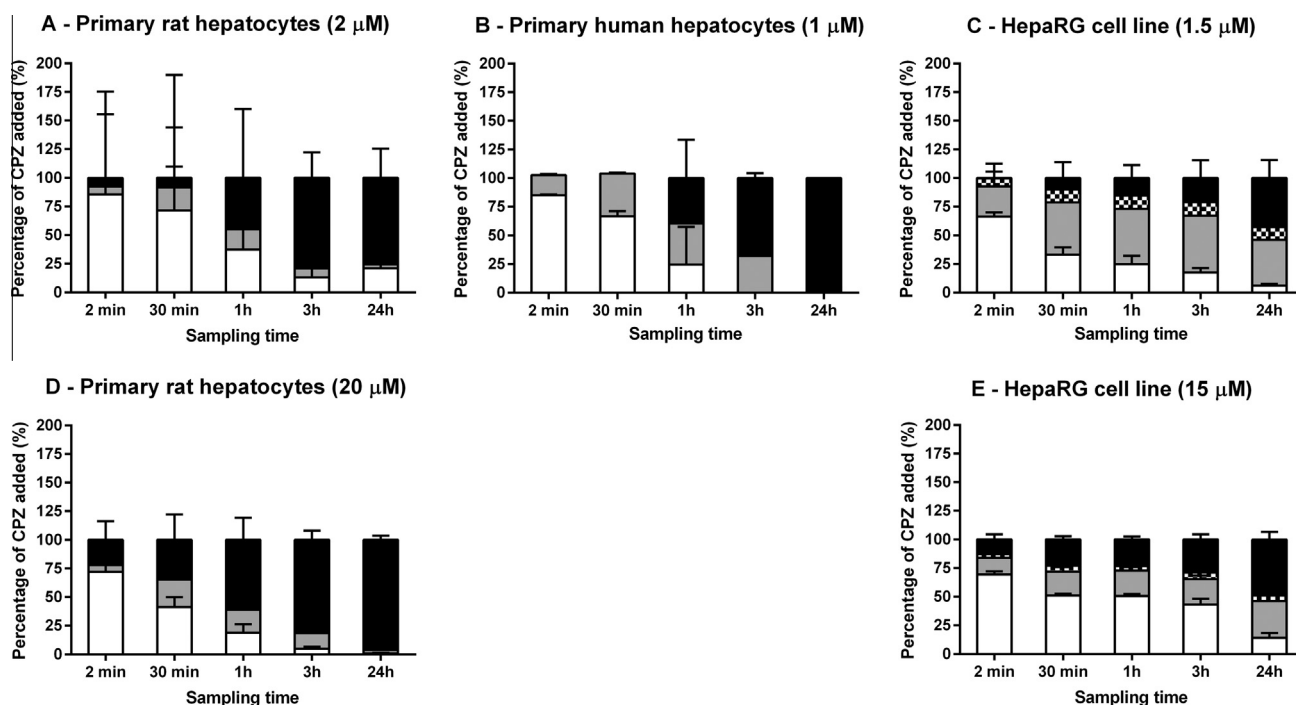 A - Primary rat hepatocytes (2 μM)
Percentage of CPZ added (%)
200
175
150
125
100
75
50
25
0
2 min 30 min 1h 3h 24h
Sampling time
B - Primary human hepatocytes (1 μM)
Percentage of CPZ added (%)
200
175
150
125
100
75
50
25
0
2 min 30 min 1h 3h 24h
Sampling time
C - HepaRG cell line (1.5 μM)
Percentage of CPZ added (%)
200
175
150
125
100
75
50
25
0
2 min 30 min 1h 3h 24h
Sampling time
D - Primary rat hepatocytes (20 μM)
Percentage of CPZ added (%)
200
175
150
125
100
75
50
25
0
2 min 30 min 1h 3h 24h
Sampling time
E - HepaRG cell line (15 μM)
Percentage of CPZ added (%)
200
175
150
125
100
75
50
25
0
2 min 30 min 1h 3h 24h
Sampling time